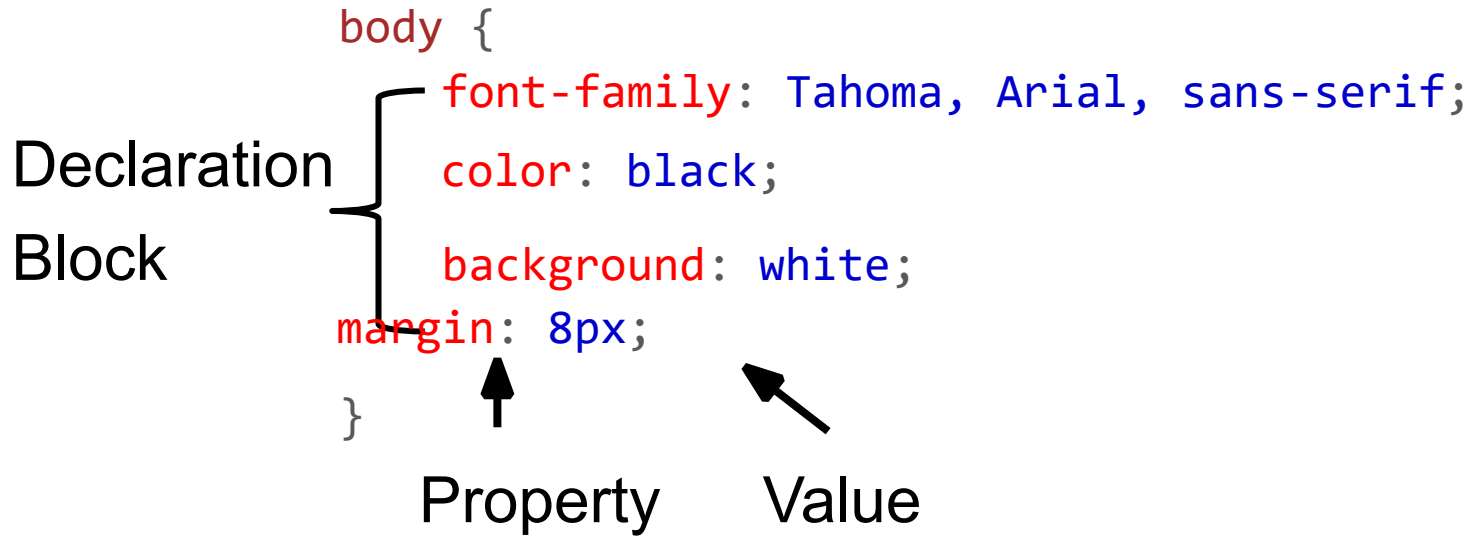 body {
font-family: Tahoma, Arial, sans-serif;
Declaration
color: black;
Block
background: white;
margin: 8px;
}
Property
Value